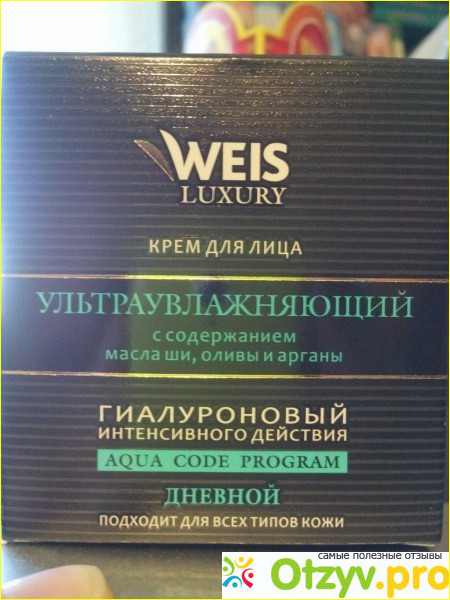 WEIS
LUXURY
КРЕМ ДЛЯ ЛИЦА
УЛЬТРАУВЛАЖНЯЮЩИЙ
с содержанием
масла ши, оливы и арганы
ГИАЛУРОНОВЫЙ
ИНТЕНСИВНОГО ДЕЙСТВИЯ
AQUA CODE PROGRAM
ДНЕВНОЙ
ПОДХОДИТ ДЛЯ ВСЕХ ТИПОВ КОЖИ
самые полезные отзывы
Otzyv.pro